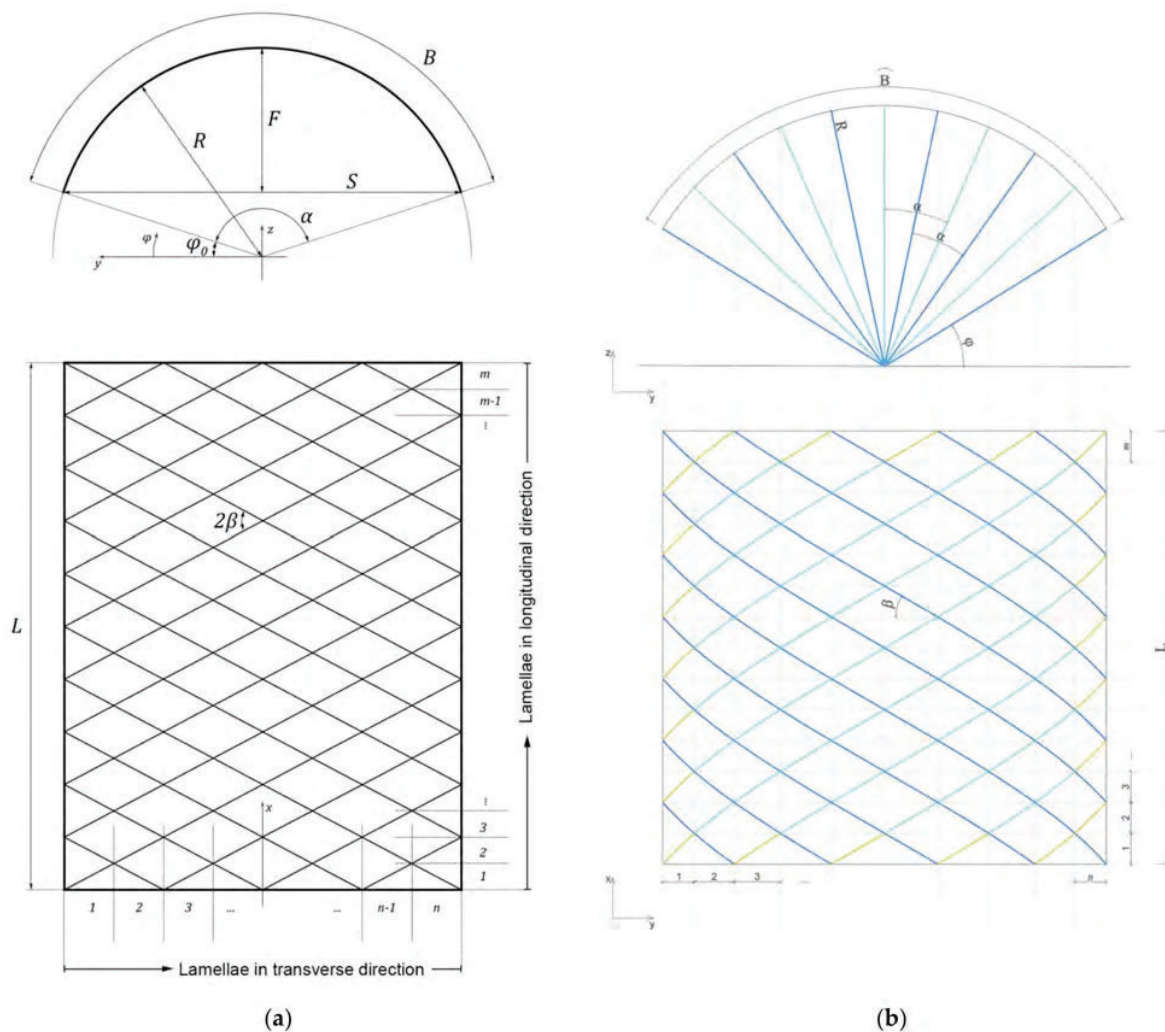 B
F
R
S
α
z
φ
φ₀
y
m
m-1
...
2β
L
Lamellae in longitudinal direction
x
...
3
2
1
1 2 3 ... ... n-1 n
Lamellae in transverse direction
(a)
B
R
α
α
φ
z
y
m
β
L
3
2
1
1 2 3 n
x
y
(b)